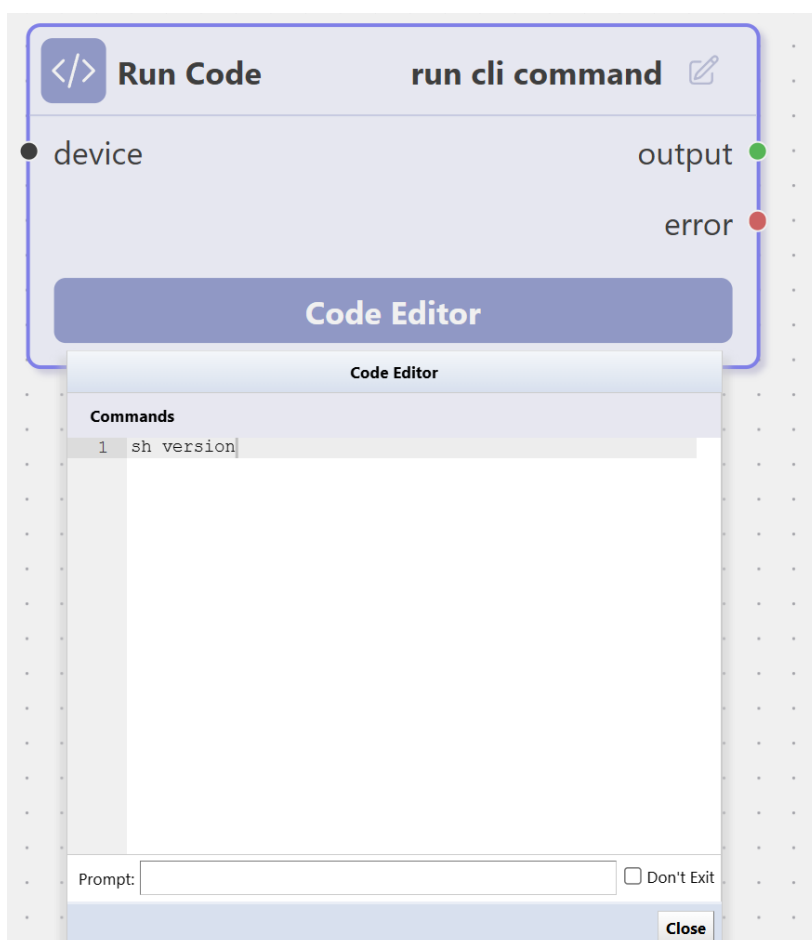 </> Run Code run cli command
device output
error
Code Editor
Code Editor
Commands
1 sh version
Prompt: Don't Exit
Close